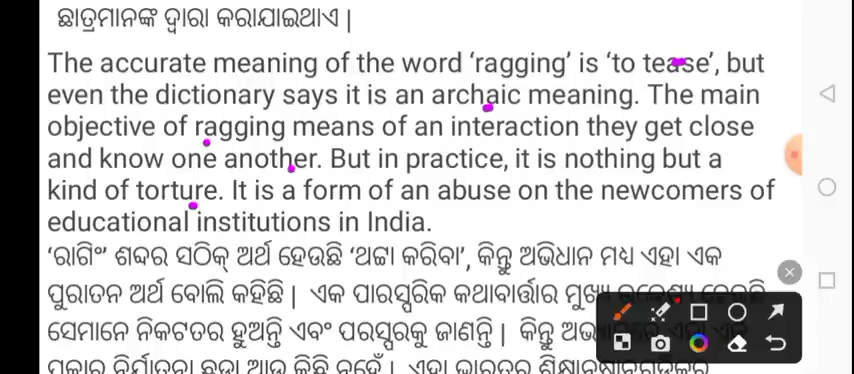 ଛାତ୍ରମାନଙ୍କ ଦ୍ୱାରା କରାଯାଇଥାଏ |
The accurate meaning of the word ‘ragging’ is ‘to tease’, but
even the dictionary says it is an archaic meaning. The main
objective of ragging means of an interaction they get close
and know one another. But in practice, it is nothing but a
kind of torture. It is a form of an abuse on the newcomers of
educational institutions in India.
‘ରାଗିଂ’ ଶବ୍ଦର ସଠିକ୍ ଅର୍ଥ ହେଉଛି ‘ଥଟ୍ଟା କରିବା’, କିନ୍ତୁ ଅଭିଧାନ ମଧ୍ୟ ଏହା ଏକ
ପୁରାତନ ଅର୍ଥ ବୋଲି କହିଛି | ଏକ ପାରସ୍ପରିକ କଥାବାର୍ତ୍ତାର ମୁଖ୍ୟ
ସେମାନେ ନିକଟତର ହୁଅନ୍ତି ଏବଂ ପରସ୍ପରକୁ ଜାଣନ୍ତି | କିନ୍ତୁ